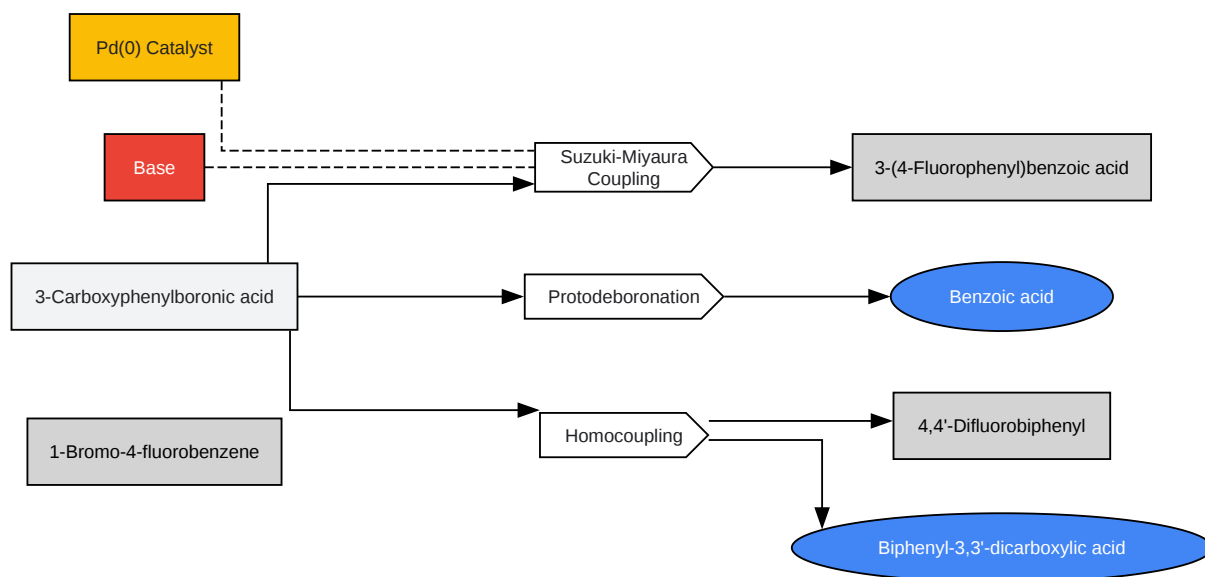 Pd(0) Catalyst
Base
Suzuki-Miyaura
Coupling
3-(4-Fluorophenyl)benzoic acid
3-Carboxyphenylboronic acid
Protodeboronation
Benzoic acid
1-Bromo-4-fluorobenzene
Homocoupling
4,4'-Difluorobiphenyl
Biphenyl-3,3'-dicarboxylic acid